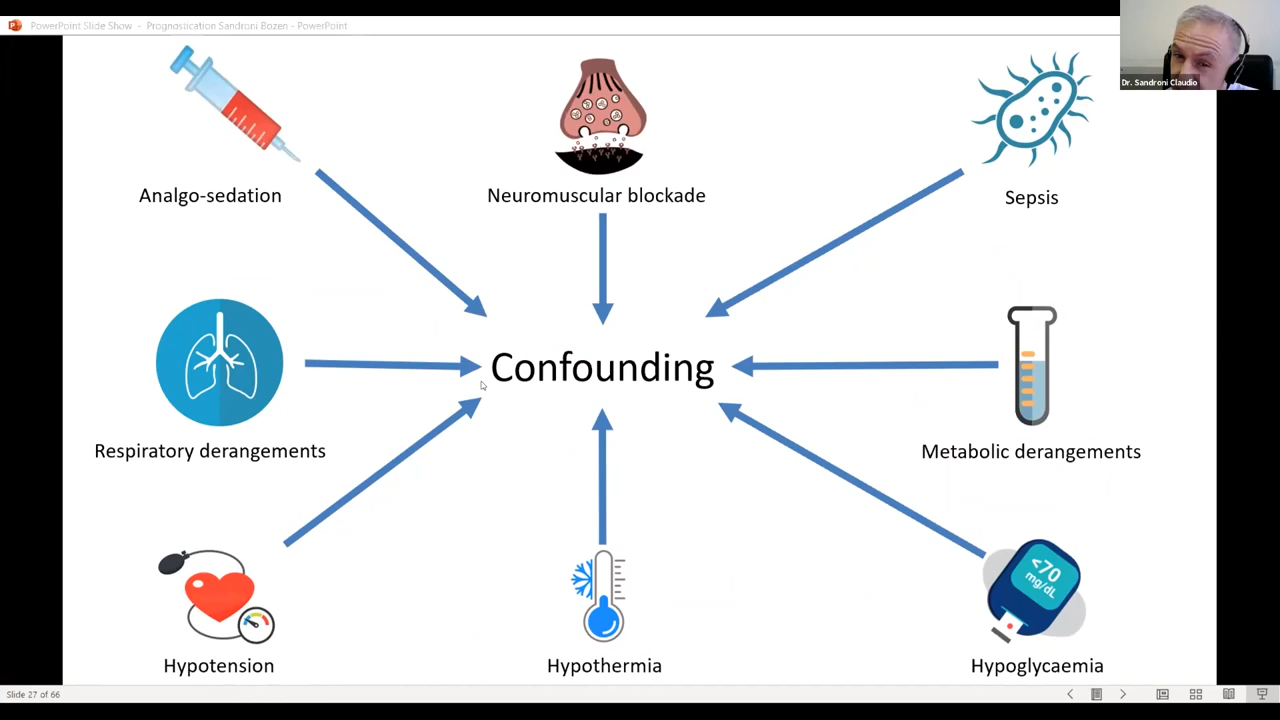 PowerPoint Slide Show - Prognostication Sandroni Bozen - PowerPoint
Dr. Sandroni Claudio
Analgo-sedation
Neuromuscular blockade
Sepsis
Confounding
Respiratory derangements
Metabolic derangements
<70
mg/dL
Hypotension
Hypothermia
Hypoglycaemia
Slide 27 of 66